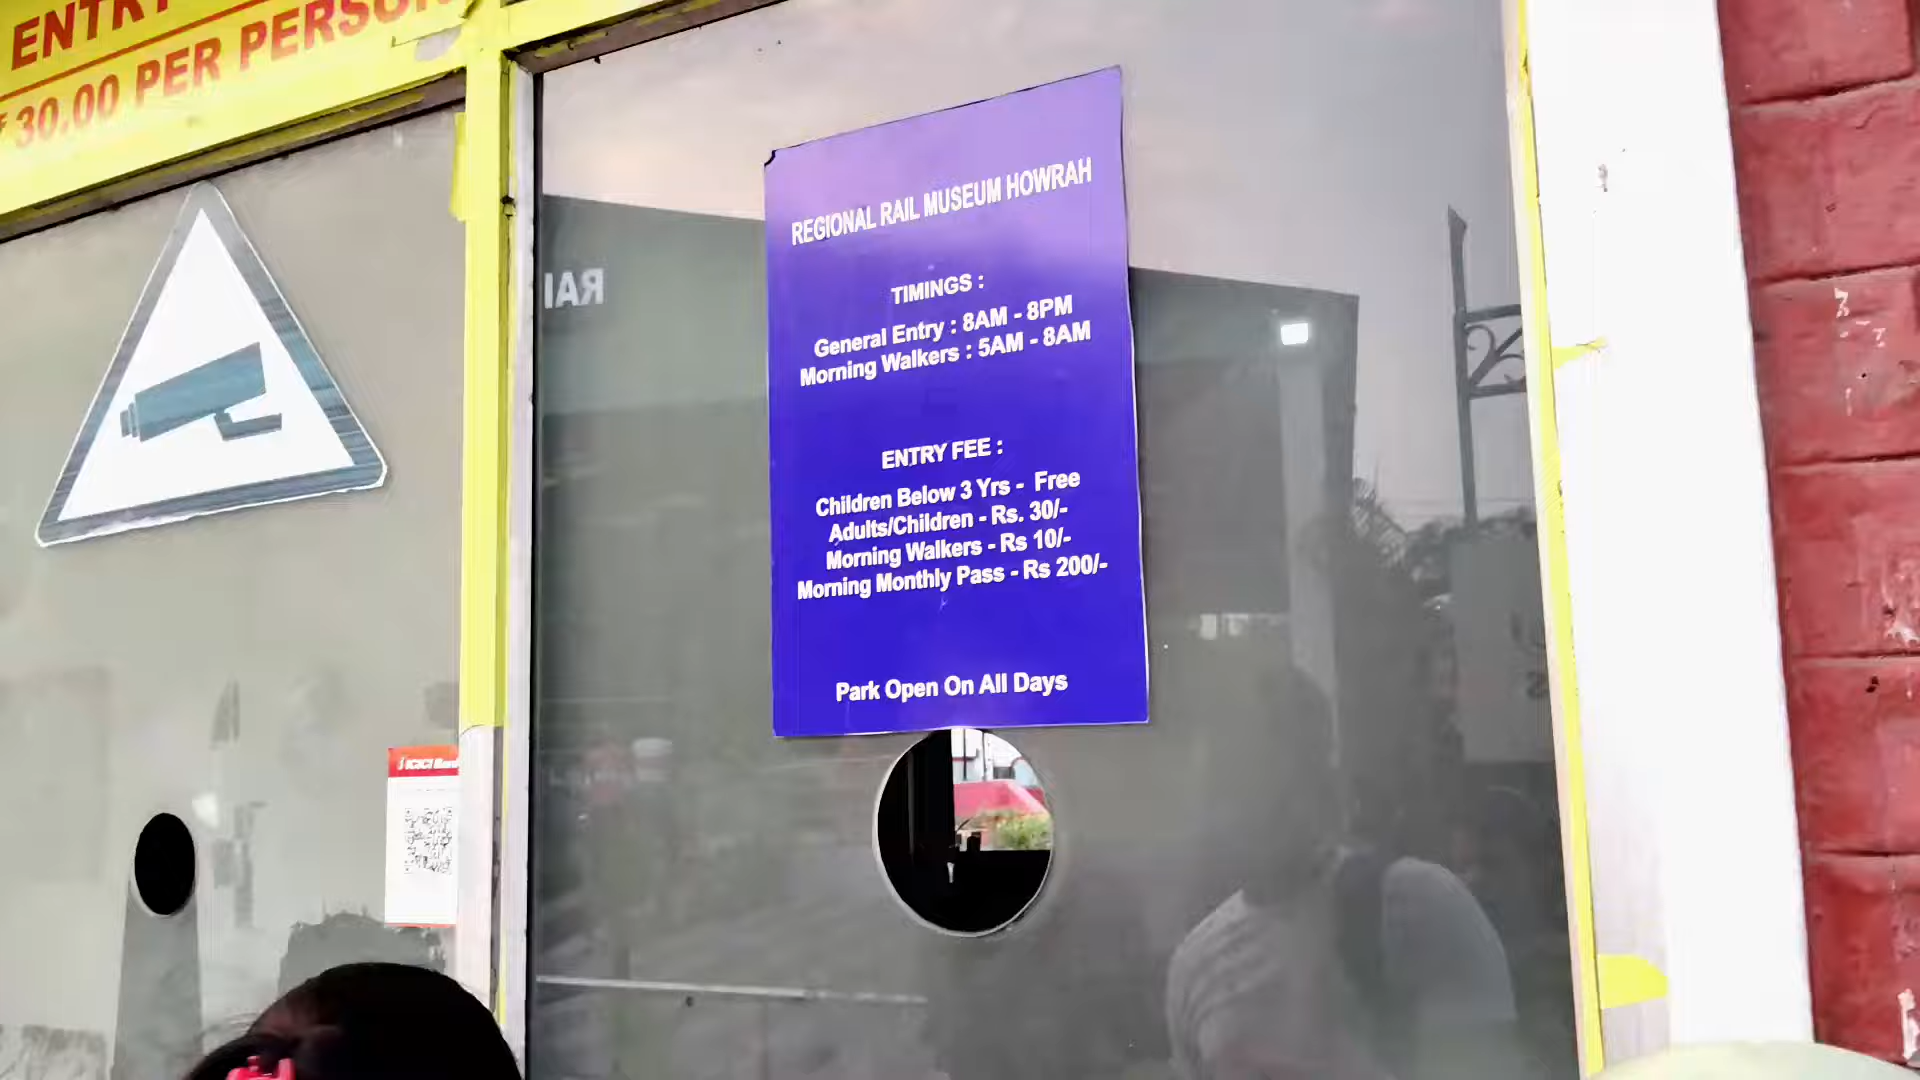 ENTRY
₹ 30.00 PER PERSON
REGIONAL RAIL MUSEUM HOWRAH
TIMINGS :
General Entry : 8AM - 8PM
Morning Walkers : 5AM - 8AM
ENTRY FEE :
Children Below 3 Yrs - Free
Adults/Children - Rs. 30/-
Morning Walkers - Rs 10/-
Morning Monthly Pass - Rs 200/-
Park Open On All Days
RAI
ICICI